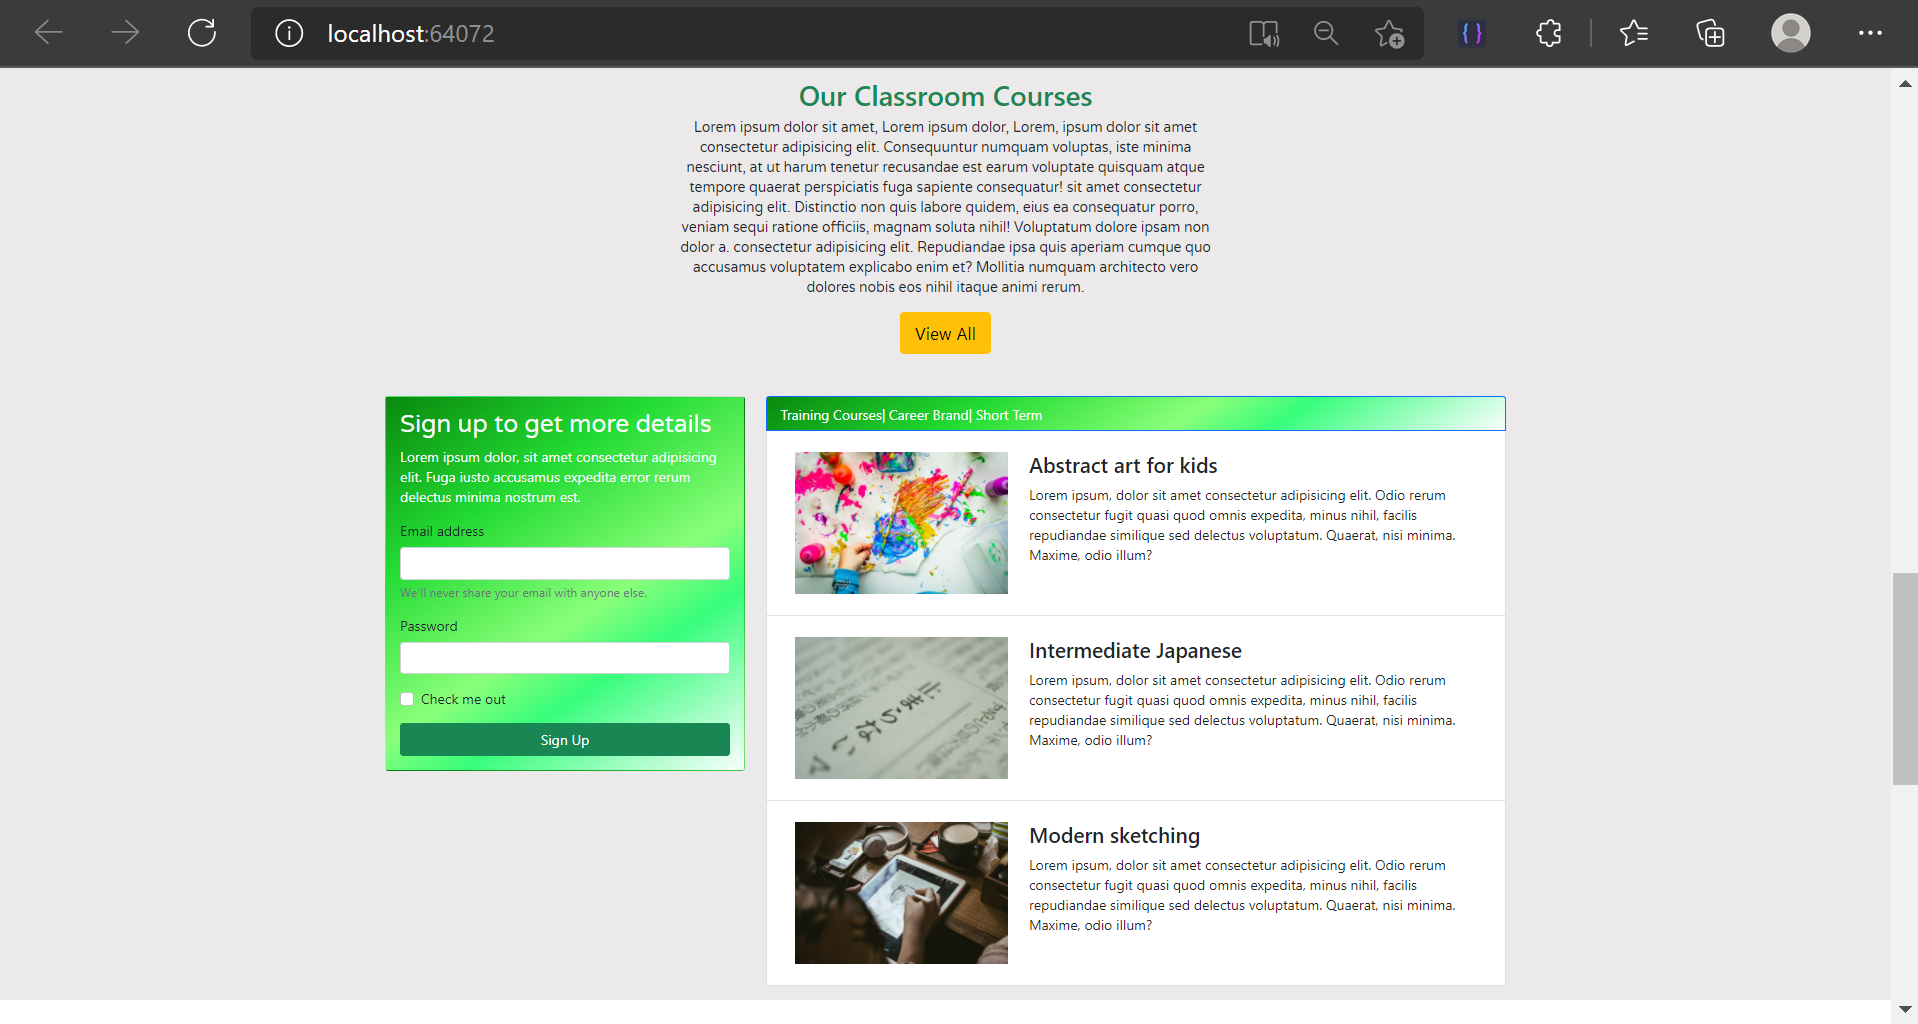 localhost:64072
Our Classroom Courses
Lorem ipsum dolor sit amet, Lorem ipsum dolor, Lorem, ipsum dolor sit amet
consectetur adipisicing elit. Consequuntur numquam voluptas, iste minima
nesciunt, at ut harum tenetur recusandae est earum voluptate quisquam atque
tempore quaerat perspiciatis fuga sapiente consequatur! sit amet consectetur
adipisicing elit. Distinctio non quis labore quidem, eius ea consequatur porro,
veniam sequi ratione officiis, magnam soluta nihil! Voluptatum dolore ipsam non
dolor a. consectetur adipisicing elit. Repudiandae ipsa quis aperiam cumque quo
accusamus voluptatem explicabo enim et? Mollitia numquam architecto vero
dolores nobis eos nihil itaque animi rerum.
View All
Sign up to get more details
Lorem ipsum dolor, sit amet consectetur adipisicing
elit. Fuga iusto accusamus expedita error rerum
delectus minima nostrum est.
Email address
We'll never share your email with anyone else.
Password
Check me out
Sign Up
Training Courses| Career Brand| Short Term
Abstract art for kids
Lorem ipsum, dolor sit amet consectetur adipisicing elit. Odio rerum
consectetur fugit quasi quod omnis expedita, minus nihil, facilis
repudiandae similique sed delectus voluptatum. Quaerat, nisi minima.
Maxime, odio illum?
Intermediate Japanese
Lorem ipsum, dolor sit amet consectetur adipisicing elit. Odio rerum
consectetur fugit quasi quod omnis expedita, minus nihil, facilis
repudiandae similique sed delectus voluptatum. Quaerat, nisi minima.
Maxime, odio illum?
Modern sketching
Lorem ipsum, dolor sit amet consectetur adipisicing elit. Odio rerum
consectetur fugit quasi quod omnis expedita, minus nihil, facilis
repudiandae similique sed delectus voluptatum. Quaerat, nisi minima.
Maxime, odio illum?